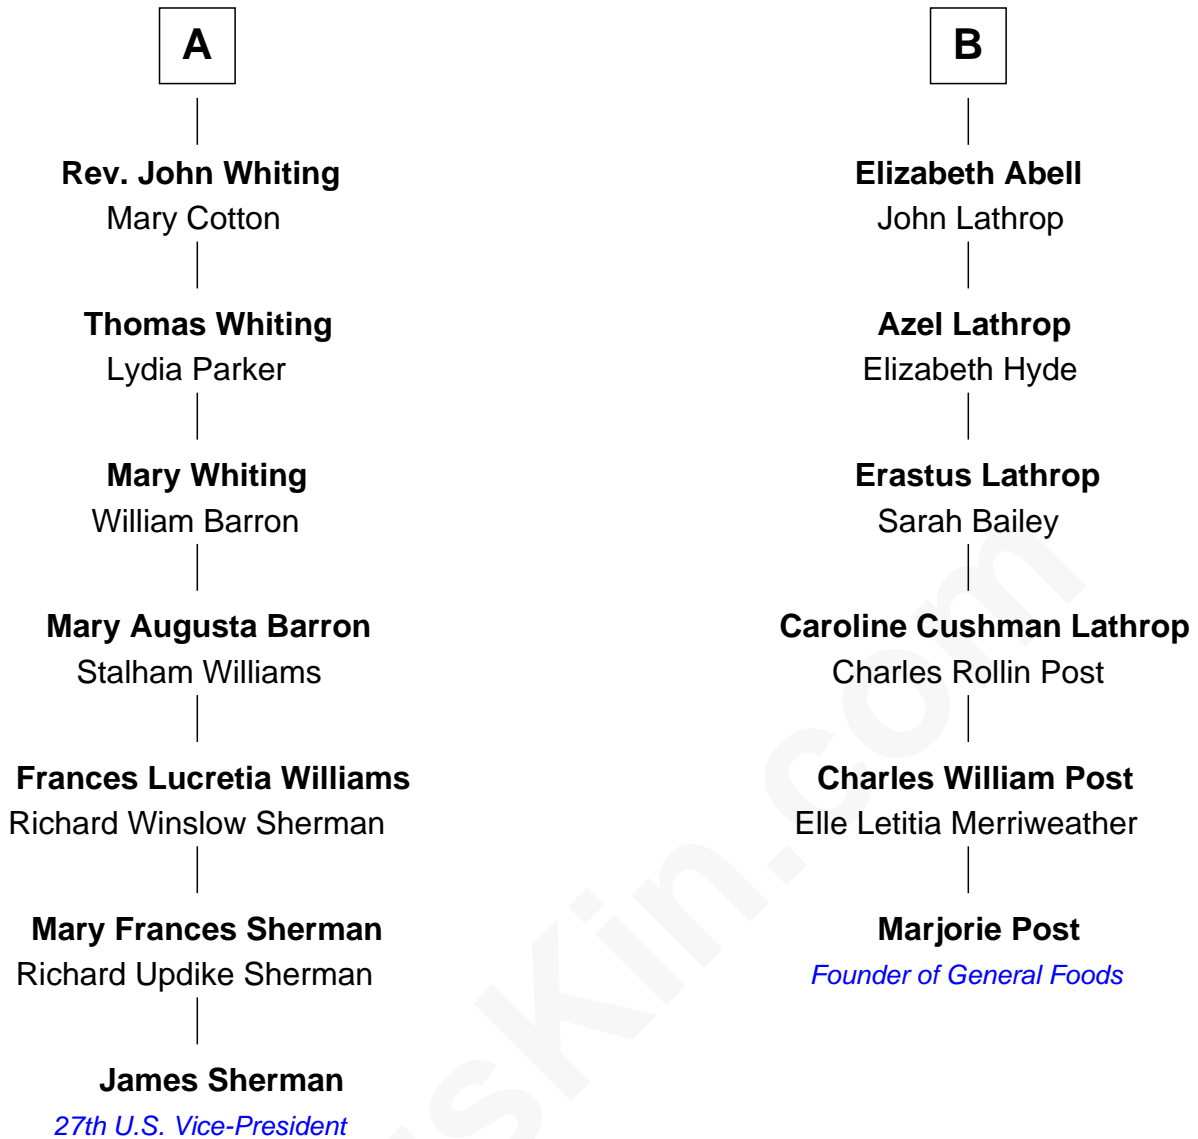 A
Rev. John Whiting
Mary Cotton
Thomas Whiting
Lydia Parker
Mary Whiting
William Barron
Mary Augusta Barron
Stalham Williams
Frances Lucretia Williams
Richard Winslow Sherman
Mary Frances Sherman
Richard Updike Sherman
James Sherman
27th U.S. Vice-President
B
Elizabeth Abell
John Lathrop
Azel Lathrop
Elizabeth Hyde
Erastus Lathrop
Sarah Bailey
Caroline Cushman Lathrop
Charles Rollin Post
Charles William Post
Elle Letitia Merriweather
Marjorie Post
Founder of General Foods
sKin.com